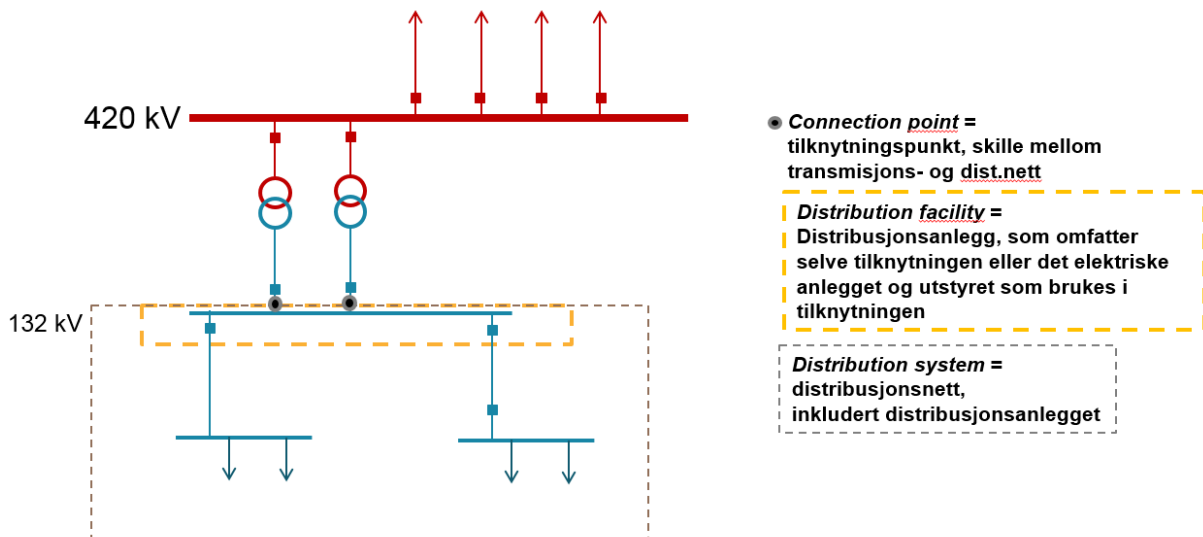 420 kV
132 kV
Connection point =
tilknytningspunkt, skille mellom
transmisjons- og dist.nett
Distribution facility =
Distribusjonsanlegg, som omfatter
selve tilknytningen eller det elektriske
anlegget og utstyret som brukes i
tilknytningen
Distribution system =
distribusjonsnett,
inkludert distribusjonsanlegget